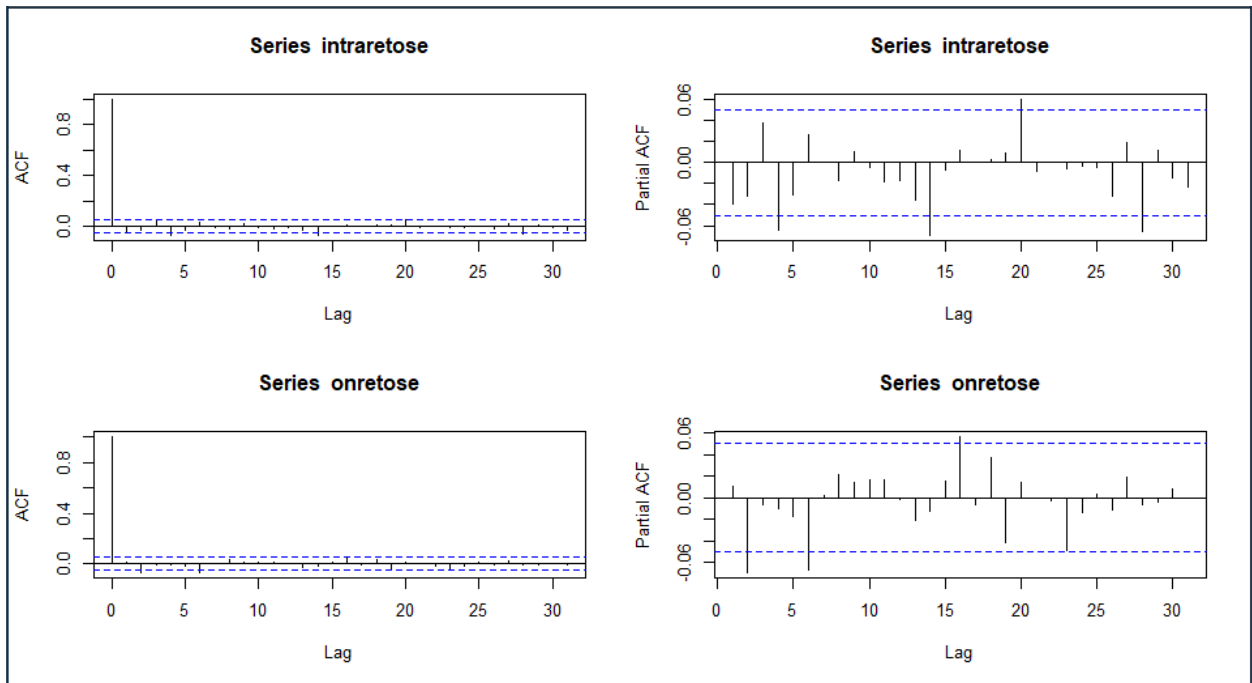 Series intraretose
ACF
0.0 0.4 0.8
0 5 10 15 20 25 30
Lag
Series intraretose
Partial ACF
-0.06 0.00 0.06
0 5 10 15 20 25 30
Lag
Series onretose
ACF
0.0 0.4 0.8
0 5 10 15 20 25 30
Lag
Series onretose
Partial ACF
-0.06 0.00 0.06
0 5 10 15 20 25 30
Lag